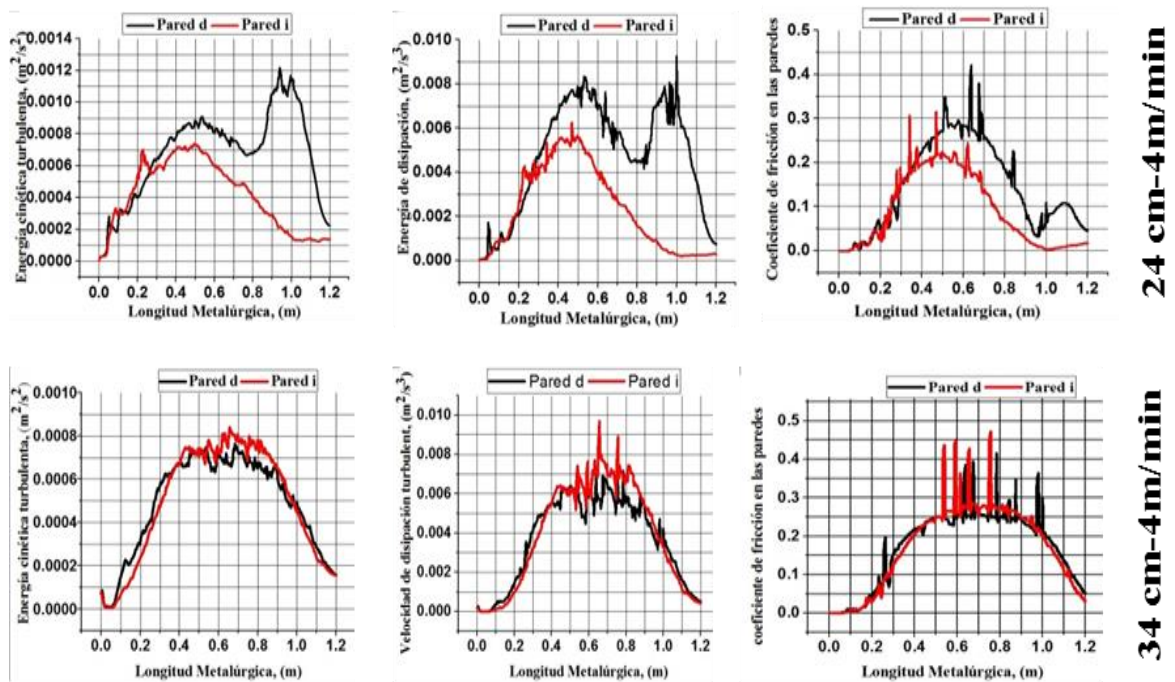 Pared d Pared i
Energía cinética turbulenta, (m²/s²)
0.0014
0.0012
0.0010
0.0008
0.0006
0.0004
0.0002
0.0000
0.0 0.2 0.4 0.6 0.8 1.0 1.2
Longitud Metalúrgica, (m)
Pared d Pared i
Energia de disipación, (m²/s³)
0.010
0.008
0.006
0.004
0.002
0.000
0.0 0.2 0.4 0.6 0.8 1.0 1.2
Longitud Metalúrgica, (m)
Pared d Pared i
Coeficiente de fricción en las paredes
0.5
0.4
0.3
0.2
0.1
0.0
0.0 0.2 0.4 0.6 0.8 1.0 1.2
Longitud Metalúrgica, (m)
24 cm-4m/min
Pared d Pared i
Energía cinética turbulenta, (m²/s²)
0.0010
0.0008
0.0006
0.0004
0.0002
0.0000
0.0 0.2 0.4 0.6 0.8 1.0 1.2
Longitud Metalúrgica, (m)
Pared d Pared i
Velocidad de disipación turbulent, (m²/s³)
0.010
0.008
0.006
0.004
0.002
0.000
0.0 0.2 0.4 0.6 0.8 1.0 1.2
Longitud Metalúrgica, (m)
Pared d Pared i
coeficiente de fricción en las paredes
0.5
0.4
0.3
0.2
0.1
0.0
0.0 0.2 0.4 0.6 0.8 1.0 1.2
Longitud Metalúrgica, (m)
34 cm-4m/min